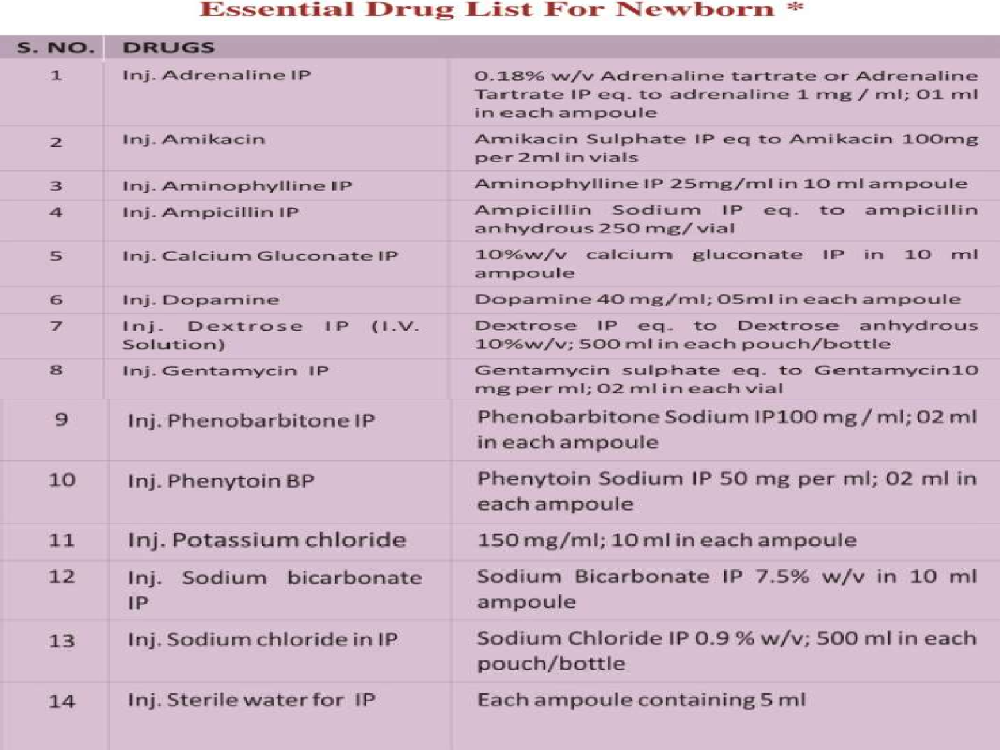 Essential Drug List For Newborn *
S. NO. DRUGS
1 Inj. Adrenaline IP 0.18% w/v Adrenaline tartrate or Adrenaline
Tartrate IP eq. to adrenaline 1 mg / ml; 01 ml
in each ampoule
2 Inj. Amikacin Amikacin Sulphate IP eq to Amikacin 100mg
per 2ml in vials
3 Inj. Aminophylline IP Aminophylline IP 25mg/ml in 10 ml ampoule
4 Inj. Ampicillin IP Ampicillin Sodium IP eq. to ampicillin
anhydrous 250 mg/ vial
5 Inj. Calcium Gluconate IP 10%w/v calcium gluconate IP in 10 ml
ampoule
6 Inj. Dopamine Dopamine 40 mg/ml; 05ml in each ampoule
7 Inj. Dextrose IP (I.V. Dextrose IP eq. to Dextrose anhydrous
Solution) 10%w/v; 500 ml in each pouch/bottle
8 Inj. Gentamycin IP Gentamycin sulphate eq. to Gentamycin10
mg per ml; 02 ml in each vial
9 Inj. Phenobarbitone IP Phenobarbitone Sodium IP100 mg / ml; 02 ml
in each ampoule
10 Inj. Phenytoin BP Phenytoin Sodium IP 50 mg per ml; 02 ml in
each ampoule
11 Inj. Potassium chloride 150 mg/ml; 10 ml in each ampoule
12 Inj. Sodium bicarbonate Sodium Bicarbonate IP 7.5% w/v in 10 ml
IP ampoule
13 Inj. Sodium chloride in IP Sodium Chloride IP 0.9 % w/v; 500 ml in each
pouch/bottle
14 Inj. Sterile water for IP Each ampoule containing 5 ml